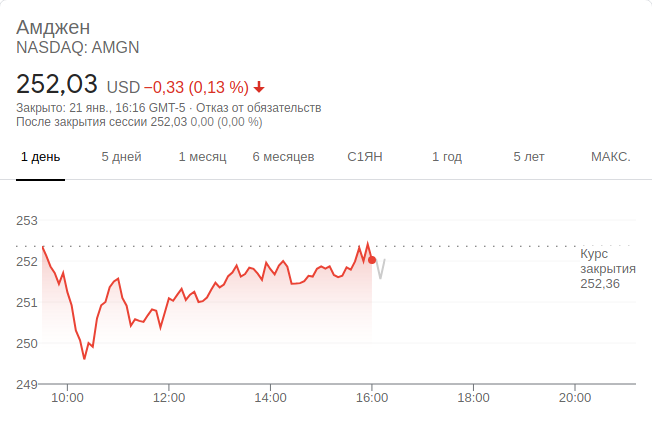 Амджен
NASDAQ: AMGN
252,03 USD −0,33 (0,13 %)
Закрыто: 21 янв., 16:16 GMT-5 · Отказ от обязательств
После закрытия сессии 252,03 0,00 (0,00 %)
1 день 5 дней 1 месяц 6 месяцев С1ЯН 1 год 5 лет МАКС.
253
252
251
250
249
Курс
закрытия
252,36
10:00 12:00 14:00 16:00 18:00 20:00